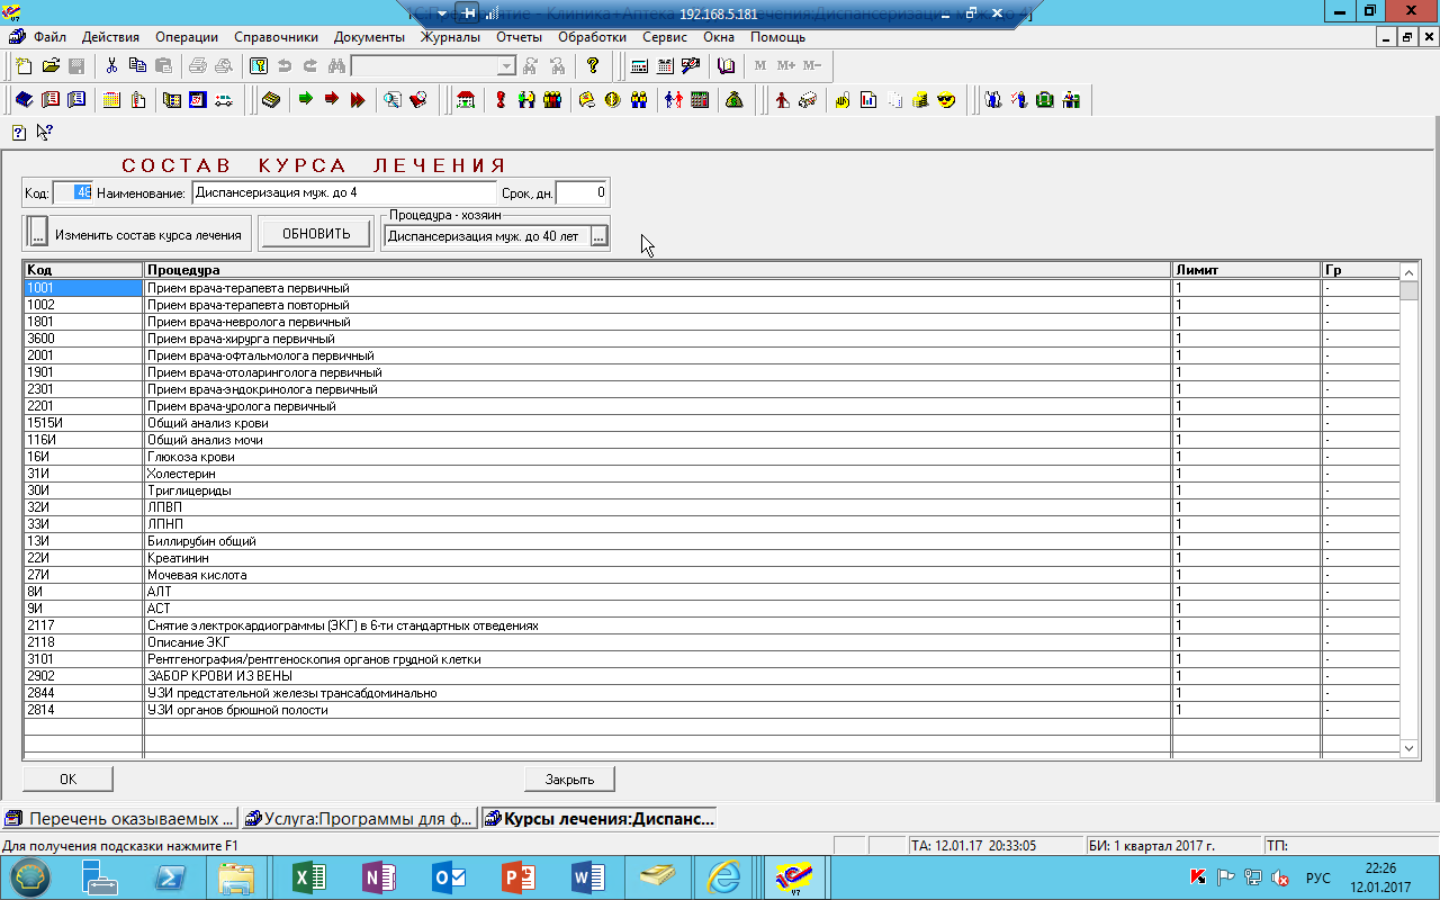 1С:Предприятие - Клиника+Аптека 192.168.5.181 лечения:Диспансеризация муж. до 4]
Файл Действия Операции Справочники Документы Журналы Отчеты Обработки Сервис Окна Помощь
M M+ M-
СОСТАВ КУРСА ЛЕЧЕНИЯ
Код: 48 Наименование: Диспансеризация муж. до 4 Срок, дн. 0
Процедура - хозяин
... Изменить состав курса лечения ОБНОВИТЬ Диспансеризация муж. до 40 лет ...
Код Процедура Лимит Гр
1001 Прием врача-терапевта первичный 1 -
1002 Прием врача-терапевта повторный 1 -
1801 Прием врача-невролога первичный 1 -
3600 Прием врача-хирурга первичный 1 -
2001 Прием врача-офтальмолога первичный 1 -
1901 Прием врача-отоларинголога первичный 1 -
2301 Прием врача-эндокринолога первичный 1 -
2201 Прием врача-уролога первичный 1 -
1515И Общий анализ крови 1 -
116И Общий анализ мочи 1 -
16И Глюкоза крови 1 -
31И Холестерин 1 -
30И Триглицериды 1 -
32И ЛПВП 1 -
33И ЛПНП 1 -
13И Биллирубин общий 1 -
22И Креатинин 1 -
27И Мочевая кислота 1 -
8И АЛТ 1 -
9И АСТ 1 -
2117 Снятие электрокардиограммы (ЭКГ) в 6-ти стандартных отведениях 1 -
2118 Описание ЭКГ 1 -
3101 Рентгенография/рентгеноскопия органов грудной клетки 1 -
2902 ЗАБОР КРОВИ ИЗ ВЕНЫ 1 -
2844 УЗИ предстательной железы трансабдоминально 1 -
2814 УЗИ органов брюшной полости 1 -
OK Закрыть
Перечень оказываемых ... Услуга:Программы для ф... Курсы лечения:Диспанс...
Для получения подсказки нажмите F1 ТА: 12.01.17 20:33:05 БИ: 1 квартал 2017 г. ТП:
РУС 22:26
12.01.2017